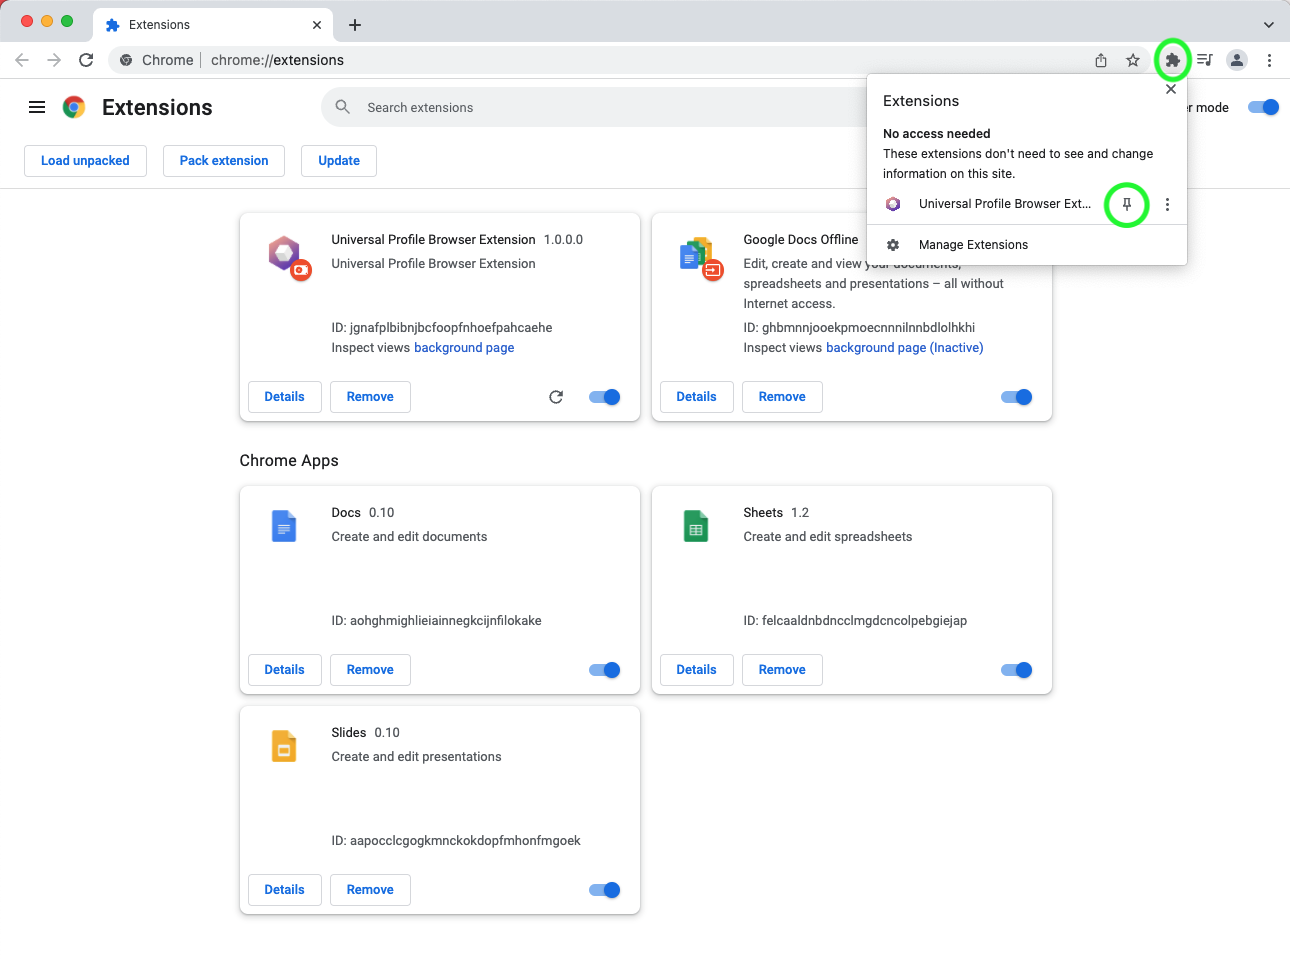 Extensions
Chrome
chrome://extensions
Extensions
Search extensions
er mode
Load unpacked
Pack extension
Update
Extensions
No access needed
These extensions don't need to see and change
information on this site.
Universal Profile Browser Ext...
Manage Extensions
Universal Profile Browser Extension 1.0.0.0
Universal Profile Browser Extension
ID: jgnafplbibnjbcfoopfnhoefpahcaehe
Inspect views background page
Details
Remove
Google Docs Offline
Edit, create and view your documents,
spreadsheets and presentations – all without
Internet access.
ID: ghbmnnjooekpmoecnnnilnnbdlolhkhi
Inspect views background page (Inactive)
Details
Remove
Chrome Apps
Docs 0.10
Create and edit documents
ID: aohghmighlieiainnegkcijnfilokake
Details
Remove
Sheets 1.2
Create and edit spreadsheets
ID: felcaaldnbdncclmgdcncolpebgiejap
Details
Remove
Slides 0.10
Create and edit presentations
ID: aapocclcgogkmnckokdopfmhonfmgoek
Details
Remove